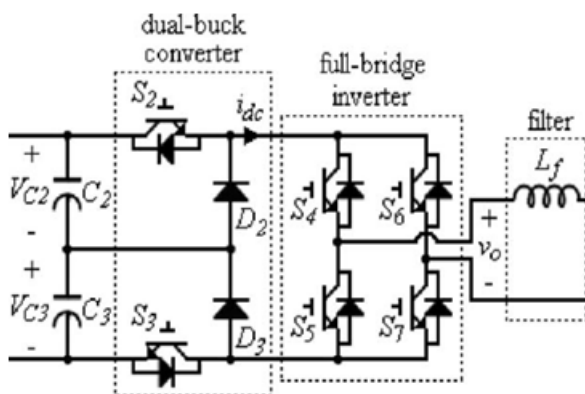 dual-buck
converter
full-bridge
inverter
filter
S2
idc
Lf
+
VC2
C2
-
D2
S4
S6
+
vo
-
+
VC3
C3
-
S3
D3
S5
S7